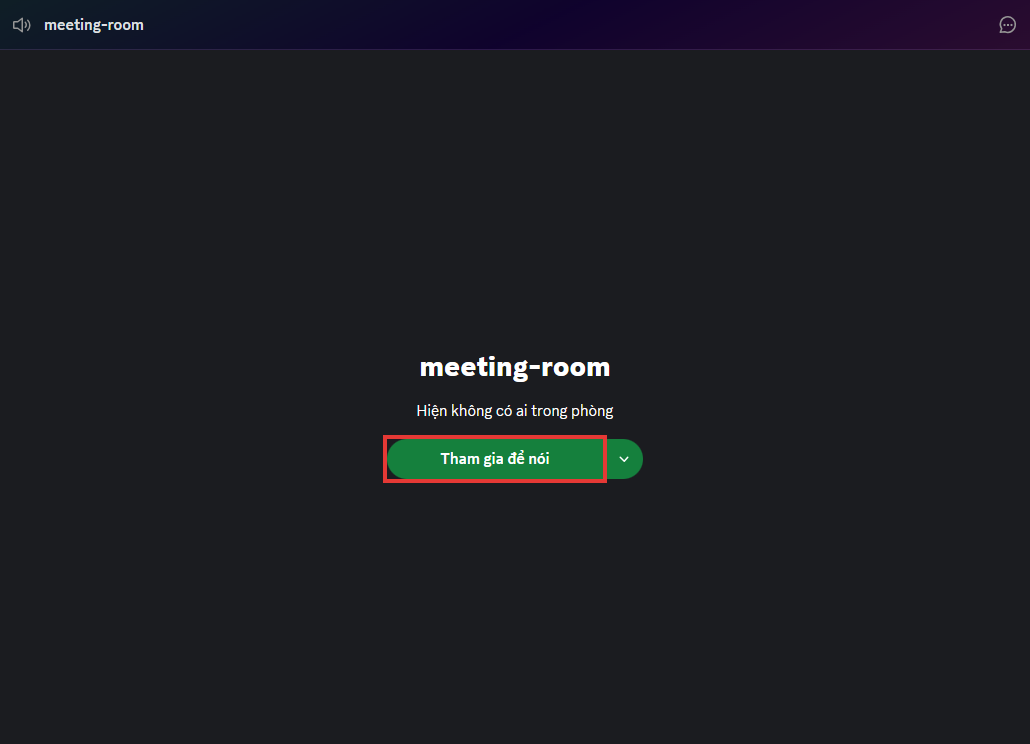 meeting-room
meeting-room
Hiện không có ai trong phòng
Tham gia để nói